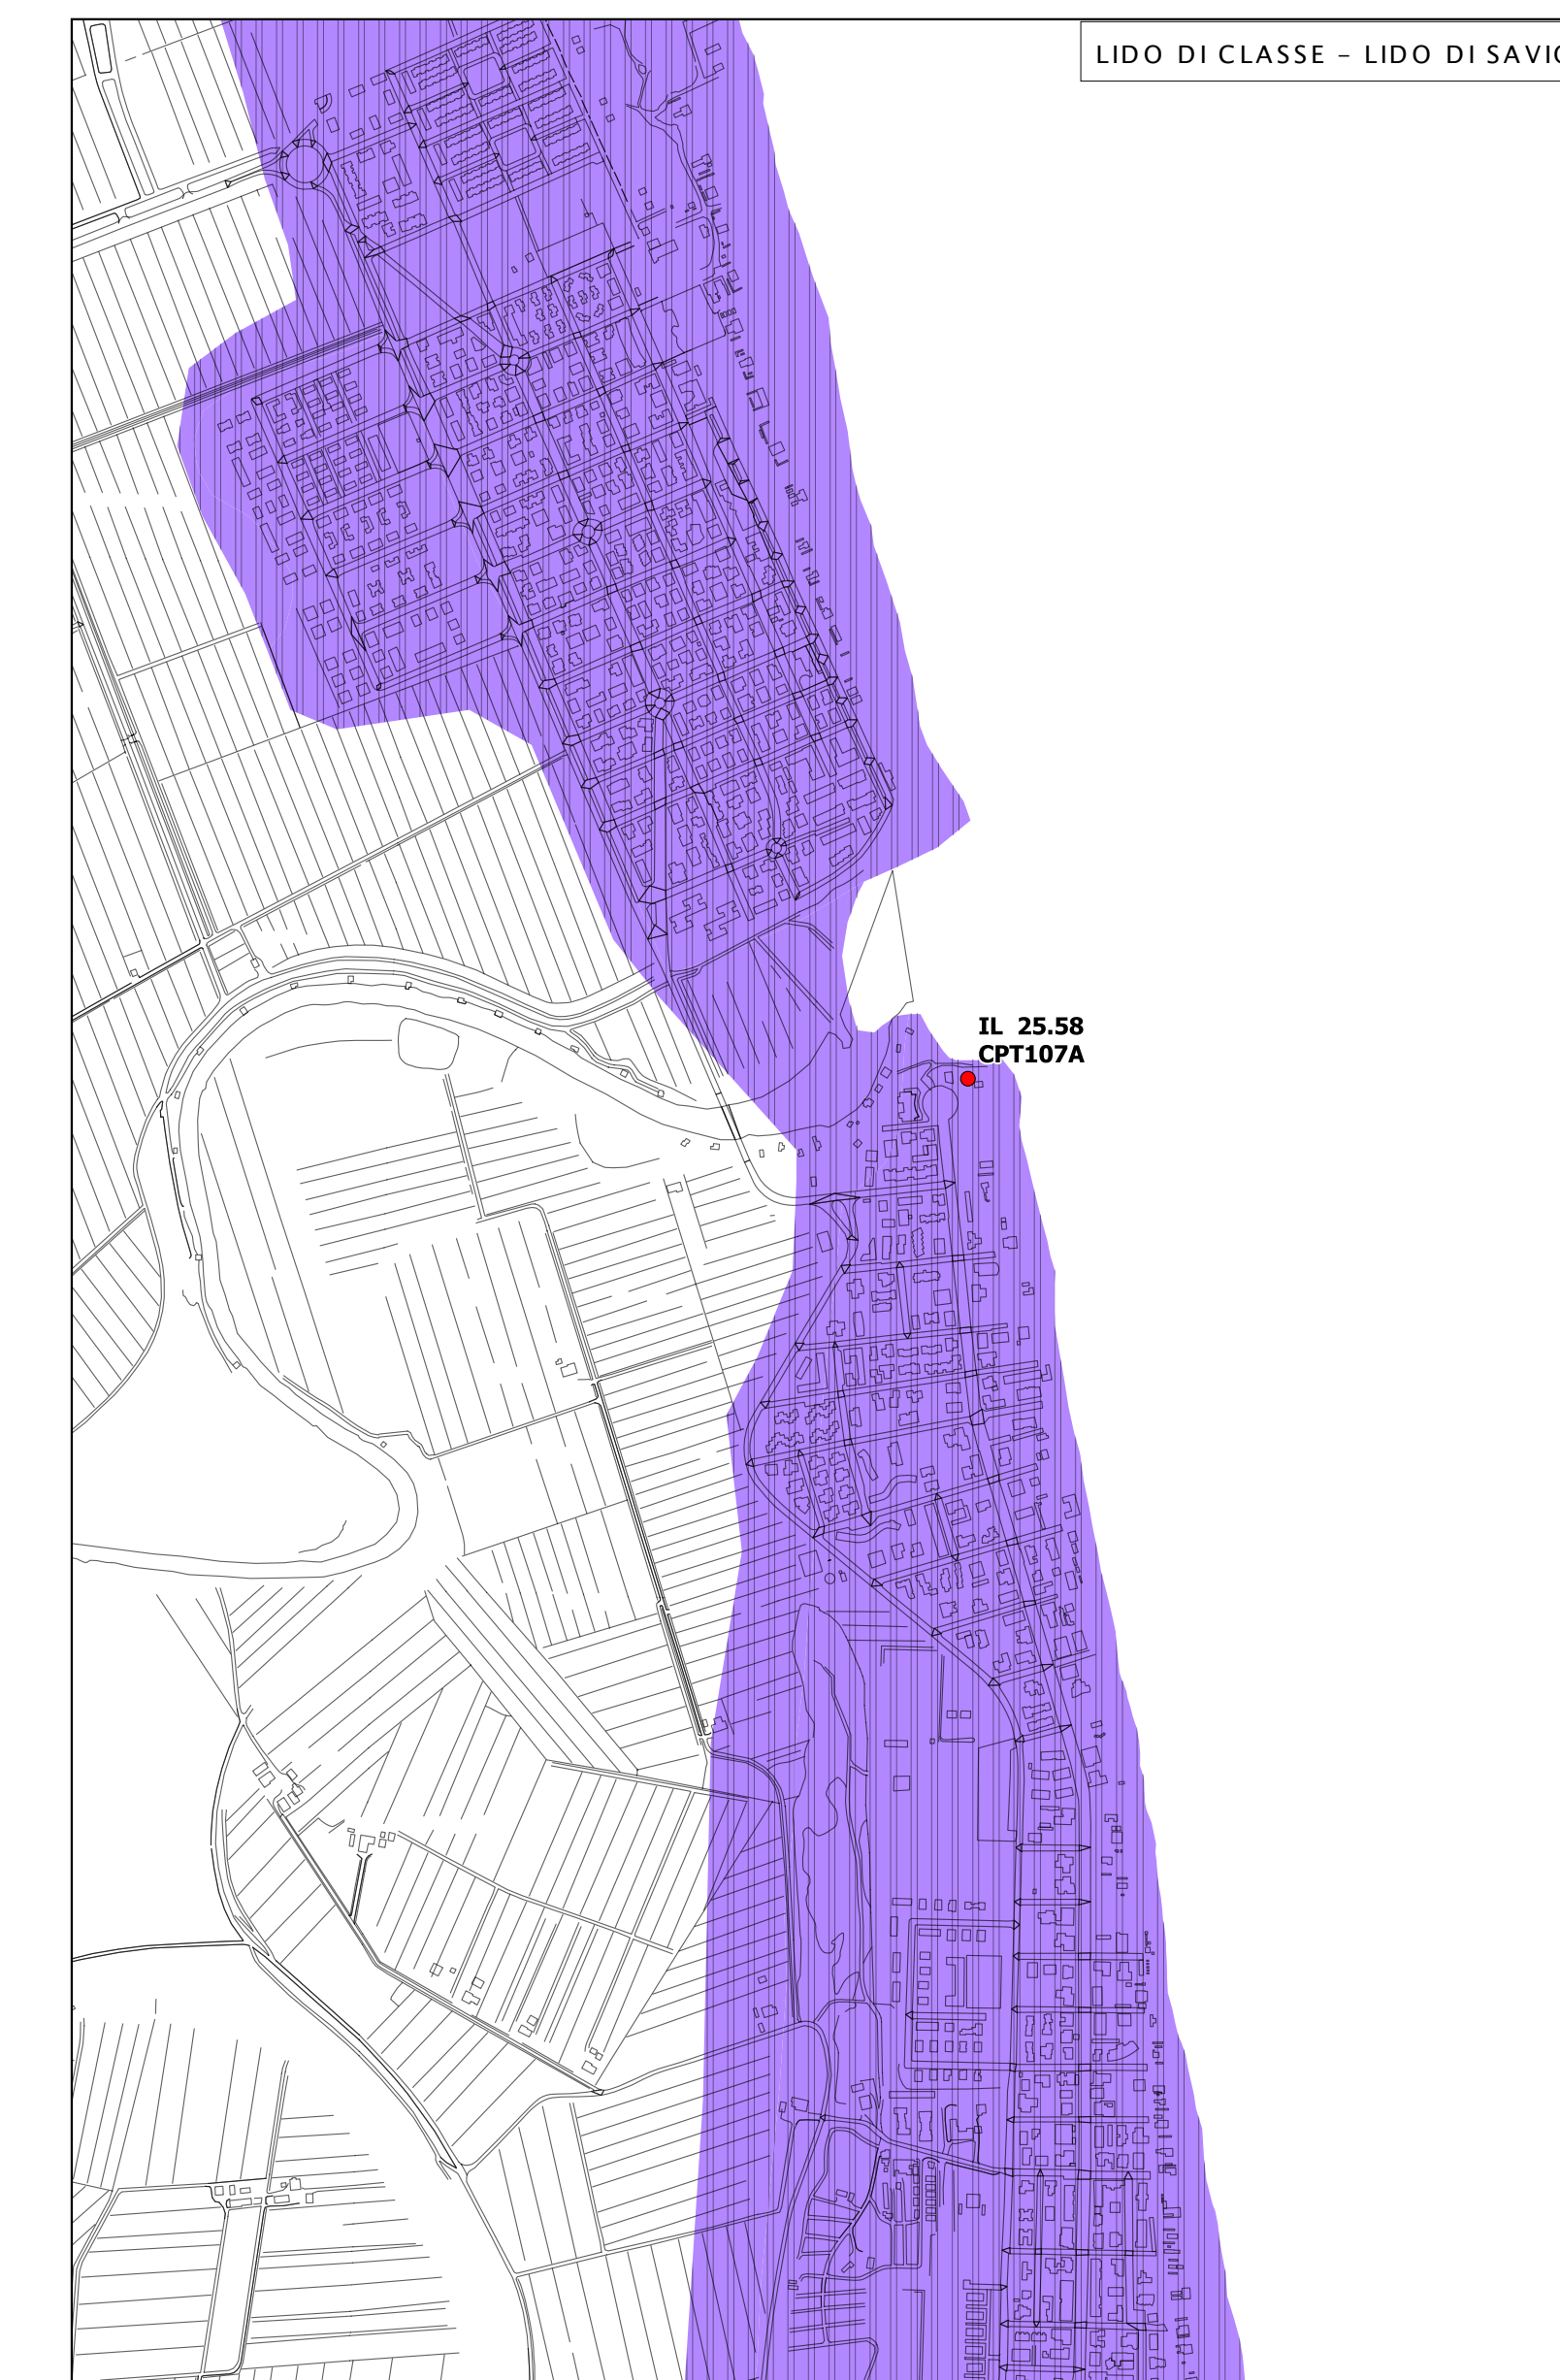 LIDO DI CLASSE – LIDO DI SAVIO
IL 25.58
CPT107A